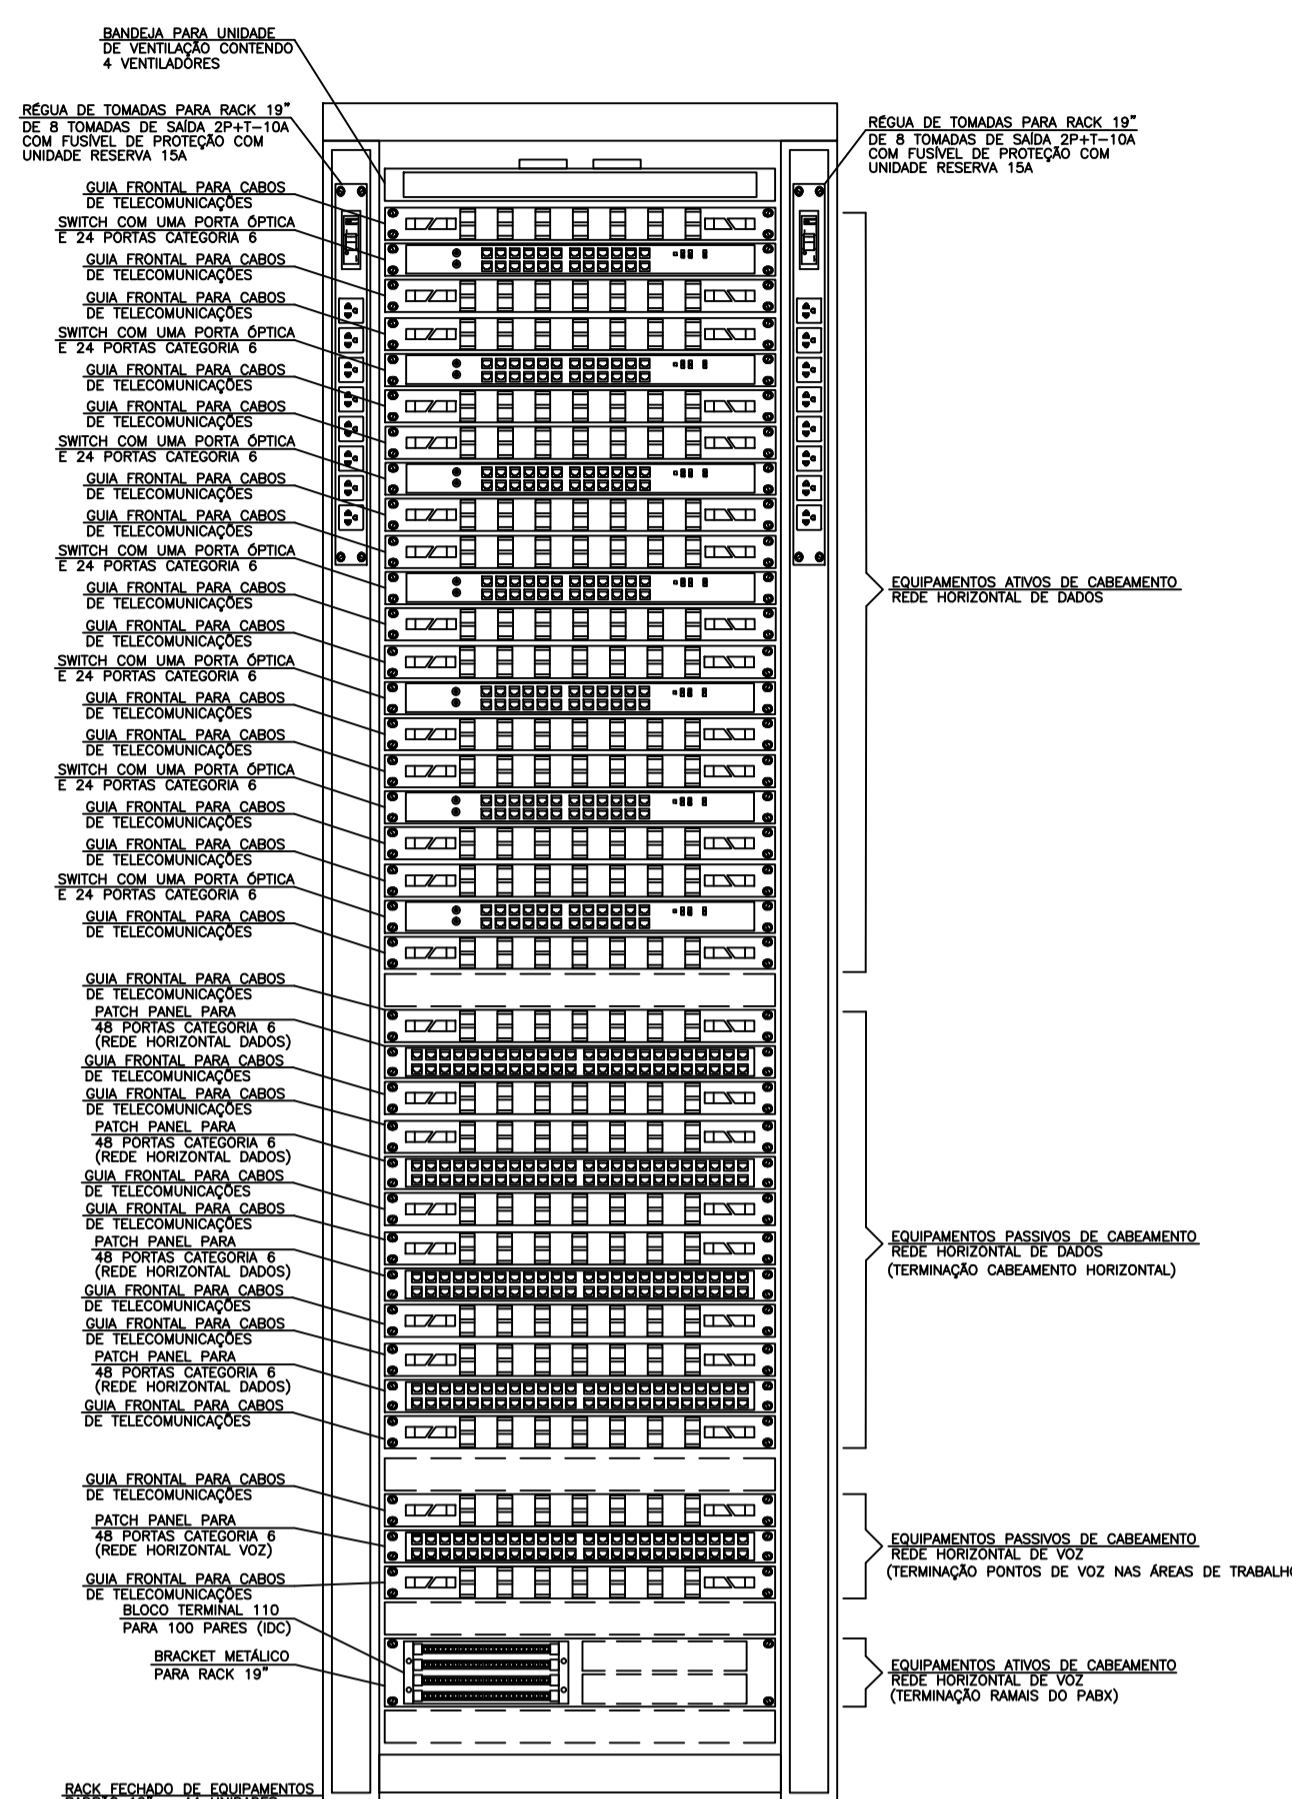 BANDEJA PARA UNIDADE
DE VENTILAÇÃO CONTENDO
4 VENTILADORES
RÉGUA DE TOMADAS PARA RACK 19"
DE 8 TOMADAS DE SAÍDA 2P+T-10A
COM FUSÍVEL DE PROTEÇÃO COM
UNIDADE RESERVA 15A
GUIA FRONTAL PARA CABOS
DE TELECOMUNICAÇÕES
SWITCH COM UMA PORTA ÓPTICA
E 24 PORTAS CATEGORIA 6
GUIA FRONTAL PARA CABOS
DE TELECOMUNICAÇÕES
GUIA FRONTAL PARA CABOS
DE TELECOMUNICAÇÕES
SWITCH COM UMA PORTA ÓPTICA
E 24 PORTAS CATEGORIA 6
GUIA FRONTAL PARA CABOS
DE TELECOMUNICAÇÕES
GUIA FRONTAL PARA CABOS
DE TELECOMUNICAÇÕES
SWITCH COM UMA PORTA ÓPTICA
E 24 PORTAS CATEGORIA 6
GUIA FRONTAL PARA CABOS
DE TELECOMUNICAÇÕES
GUIA FRONTAL PARA CABOS
DE TELECOMUNICAÇÕES
SWITCH COM UMA PORTA ÓPTICA
E 24 PORTAS CATEGORIA 6
GUIA FRONTAL PARA CABOS
DE TELECOMUNICAÇÕES
GUIA FRONTAL PARA CABOS
DE TELECOMUNICAÇÕES
SWITCH COM UMA PORTA ÓPTICA
E 24 PORTAS CATEGORIA 6
GUIA FRONTAL PARA CABOS
DE TELECOMUNICAÇÕES
GUIA FRONTAL PARA CABOS
DE TELECOMUNICAÇÕES
SWITCH COM UMA PORTA ÓPTICA
E 24 PORTAS CATEGORIA 6
GUIA FRONTAL PARA CABOS
DE TELECOMUNICAÇÕES
GUIA FRONTAL PARA CABOS
DE TELECOMUNICAÇÕES
SWITCH COM UMA PORTA ÓPTICA
E 24 PORTAS CATEGORIA 6
GUIA FRONTAL PARA CABOS
DE TELECOMUNICAÇÕES
GUIA FRONTAL PARA CABOS
DE TELECOMUNICAÇÕES
PATCH PANEL PARA
48 PORTAS CATEGORIA 6
(REDE HORIZONTAL DADOS)
GUIA FRONTAL PARA CABOS
DE TELECOMUNICAÇÕES
GUIA FRONTAL PARA CABOS
DE TELECOMUNICAÇÕES
PATCH PANEL PARA
48 PORTAS CATEGORIA 6
(REDE HORIZONTAL DADOS)
GUIA FRONTAL PARA CABOS
DE TELECOMUNICAÇÕES
GUIA FRONTAL PARA CABOS
DE TELECOMUNICAÇÕES
PATCH PANEL PARA
48 PORTAS CATEGORIA 6
(REDE HORIZONTAL DADOS)
GUIA FRONTAL PARA CABOS
DE TELECOMUNICAÇÕES
GUIA FRONTAL PARA CABOS
DE TELECOMUNICAÇÕES
PATCH PANEL PARA
48 PORTAS CATEGORIA 6
(REDE HORIZONTAL DADOS)
GUIA FRONTAL PARA CABOS
DE TELECOMUNICAÇÕES
GUIA FRONTAL PARA CABOS
DE TELECOMUNICAÇÕES
PATCH PANEL PARA
48 PORTAS CATEGORIA 6
(REDE HORIZONTAL VOZ)
GUIA FRONTAL PARA CABOS
DE TELECOMUNICAÇÕES
BLOCO TERMINAL 110
PARA 100 PARES (IDC)
BRACKET METÁLICO
PARA RACK 19"
RACK FECHADO DE EQUIPAMENTOS
RÉGUA DE TOMADAS PARA RACK 19"
DE 8 TOMADAS DE SAÍDA 2P+T-10A
COM FUSÍVEL DE PROTEÇÃO COM
UNIDADE RESERVA 15A
EQUIPAMENTOS ATIVOS DE CABEAMENTO
REDE HORIZONTAL DE DADOS
EQUIPAMENTOS PASSIVOS DE CABEAMENTO
REDE HORIZONTAL DE DADOS
(TERMINAÇÃO CABEAMENTO HORIZONTAL)
EQUIPAMENTOS PASSIVOS DE CABEAMENTO
REDE HORIZONTAL DE VOZ
(TERMINAÇÃO PONTOS DE VOZ NAS ÁREAS DE TRABALHO
EQUIPAMENTOS ATIVOS DE CABEAMENTO
REDE HORIZONTAL DE VOZ
(TERMINAÇÃO RAMAIS DO PABX)